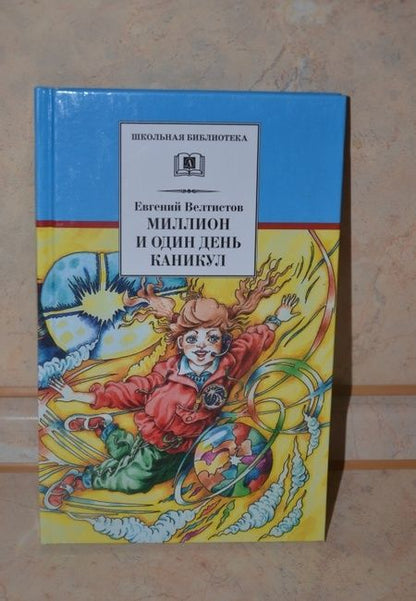 ШКОЛЬНАЯ БИБЛИОТЕКА
Евгений Велтистов
МИЛЛИОН
И ОДИН ДЕНЬ
КАНИКУЛ